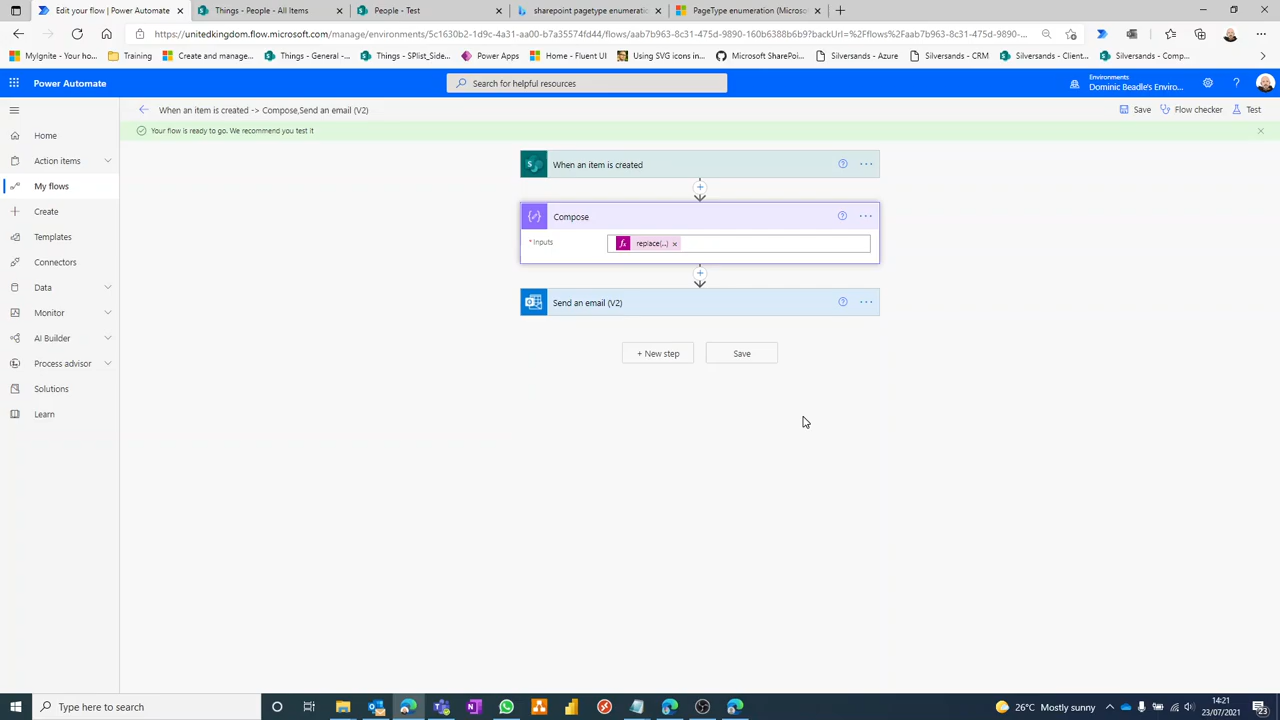 Edit your flow | Power Automate
Things - People - All Items
People - Test
sharepoint pagetype enumeration
PageType enumeration (Microsof
https://unitedkingdom.flow.microsoft.com/manage/environments/5c1630b2-1d9c-4a31-aa00-b7a35574fd44/flows/aab7b963-8c31-475d-9890-160b6388b6b9?backUrl=%2Fflows%2Faab7b963-8c31-475d-9890-...
MyIgnite - Your ho...
Training
Create and manage...
Things - General -...
Things - SPlist_Side...
Power Apps
Home - Fluent UI
Using SVG icons in...
Microsoft SharePoi...
Silversands - Azure
Silversands - CRM
Silversands - Client...
Silversands - Comp...
Power Automate
Search for helpful resources
Environments
Dominic Beadle's Enviro...
When an item is created -> Compose,Send an email (V2)
Save
Flow checker
Test
Your flow is ready to go. We recommend you test it
Home
Action items
My flows
Create
Templates
Connectors
Data
Monitor
AI Builder
Process advisor
Solutions
Learn
When an item is created
Compose
* Inputs
fx replace(...) x
Send an email (V2)
+ New step
Save
Type here to search
26°C Mostly sunny
14:21
23/07/2021